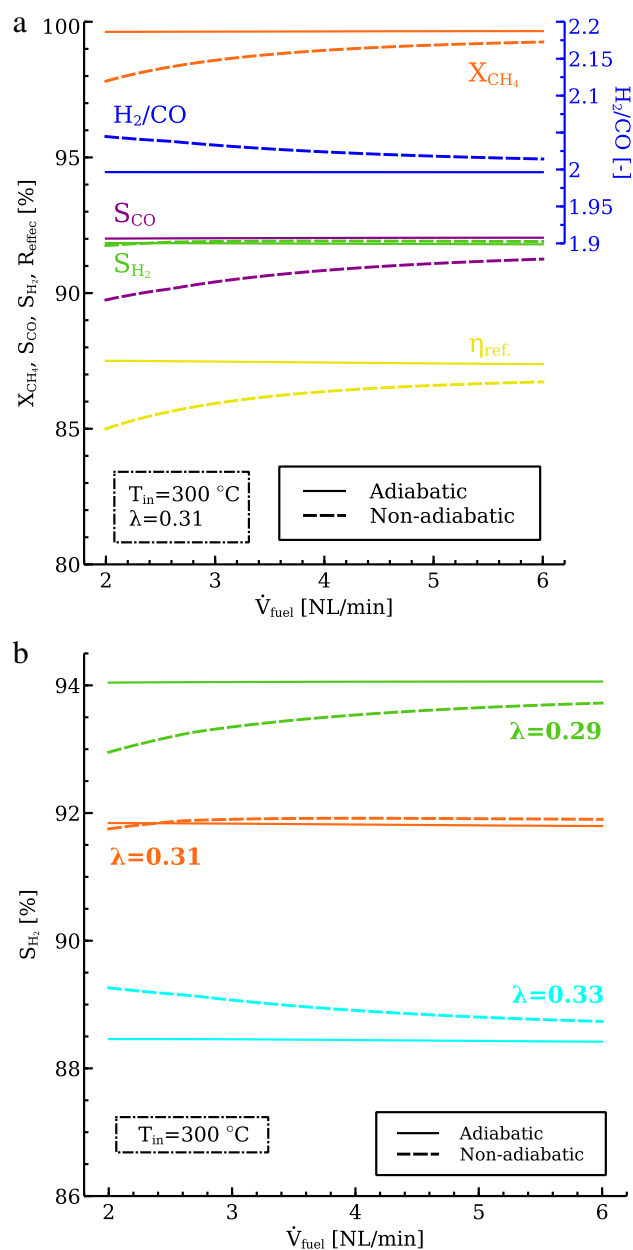 a
100
95
90
85
80
X_CH₄, S_CO, S_H₂, R_effec [%]
2.2
2.15
2.1
2.05
2
1.95
1.9
H₂/CO [-]
X_CH₄
H₂/CO
S_CO
S_H₂
η_ref.
T_in=300 °C
λ=0.31
Adiabatic
Non-adiabatic
2 3 4 5 6
V̇_fuel [NL/min]
b
94
92
90
88
86
S_H₂ [%]
λ=0.29
λ=0.31
λ=0.33
T_in=300 °C
Adiabatic
Non-adiabatic
2 3 4 5 6
V̇_fuel [NL/min]